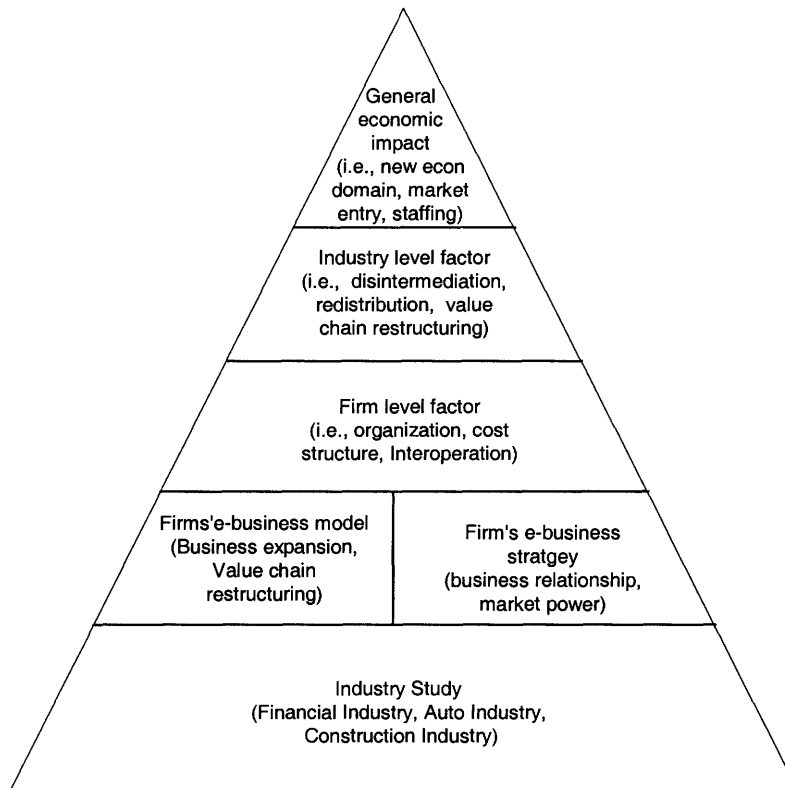 General
economic
impact
(i.e., new econ
domain, market
entry, staffing)
Industry level factor
(i.e., disintermediation,
redistribution, value
chain restructuring)
Firm level factor
(i.e., organization, cost
structure, Interoperation)
Firms'e-business model
(Business expansion,
Value chain
restructuring)
Firm's e-business
stratgey
(business relationship,
market power)
Industry Study
(Financial Industry, Auto Industry,
Construction Industry)